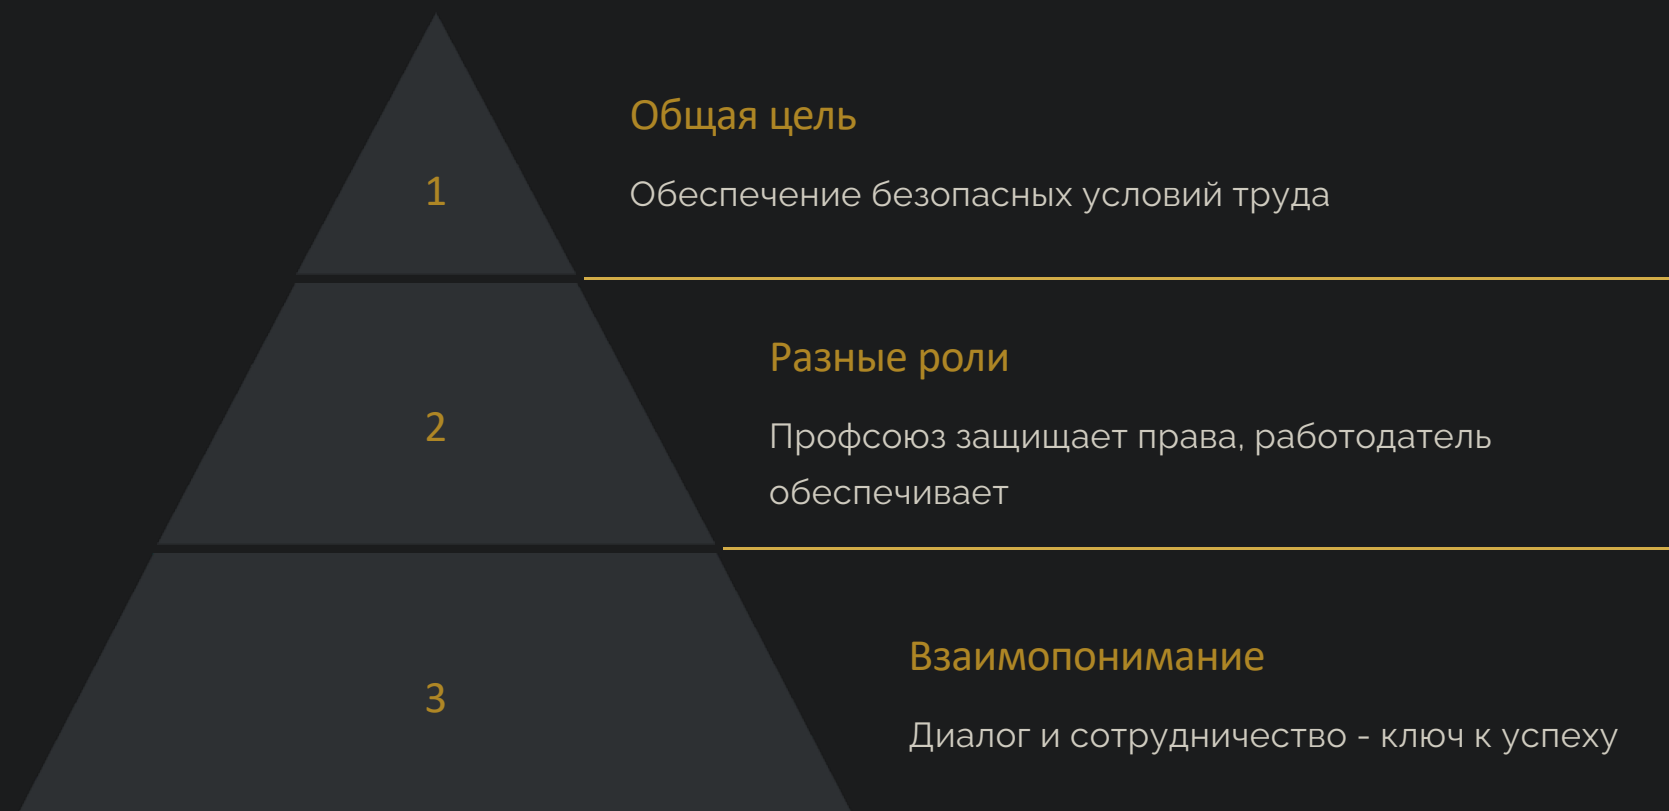 1
Общая цель
Обеспечение безопасных условий труда
2
Разные роли
Профсоюз защищает права, работодатель
обеспечивает
3
Взаимопонимание
Диалог и сотрудничество - ключ к успеху